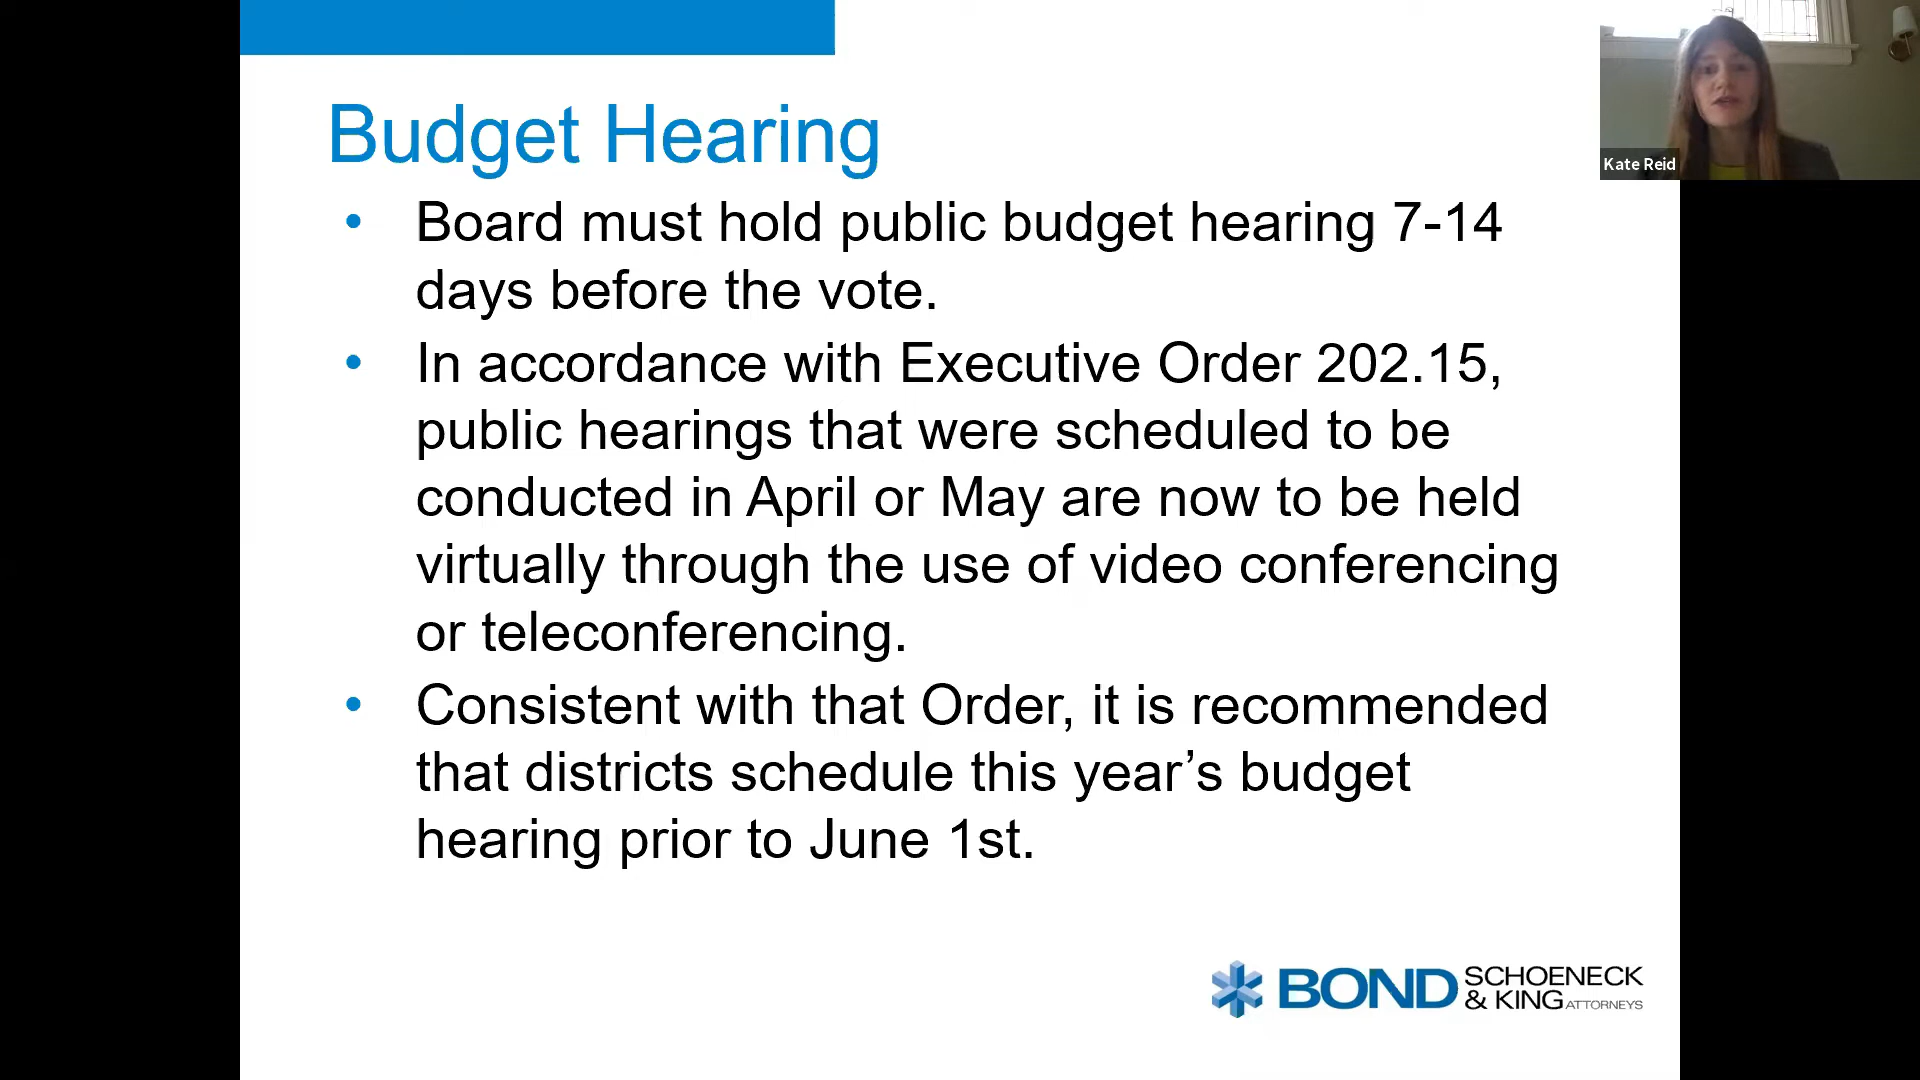 Budget Hearing
Kate Reid
• Board must hold public budget hearing 7-14
days before the vote.
• In accordance with Executive Order 202.15,
public hearings that were scheduled to be
conducted in April or May are now to be held
virtually through the use of video conferencing
or teleconferencing.
• Consistent with that Order, it is recommended
that districts schedule this year’s budget
hearing prior to June 1st.
BOND SCHOENECK
& KING ATTORNEYS